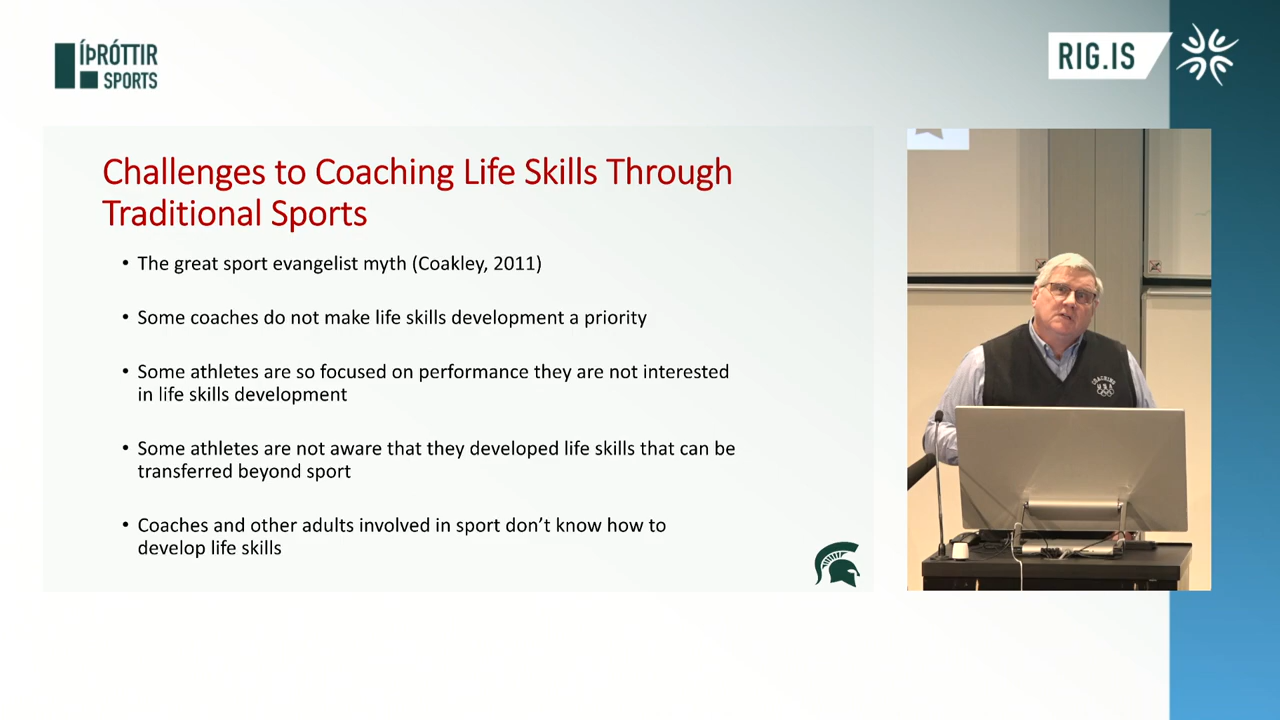 ÍÞRÓTTIR
SPORTS
RIG.IS
Challenges to Coaching Life Skills Through
Traditional Sports
• The great sport evangelist myth (Coakley, 2011)
• Some coaches do not make life skills development a priority
• Some athletes are so focused on performance they are not interested
in life skills development
• Some athletes are not aware that they developed life skills that can be
transferred beyond sport
• Coaches and other adults involved in sport don’t know how to
develop life skills
COACHING